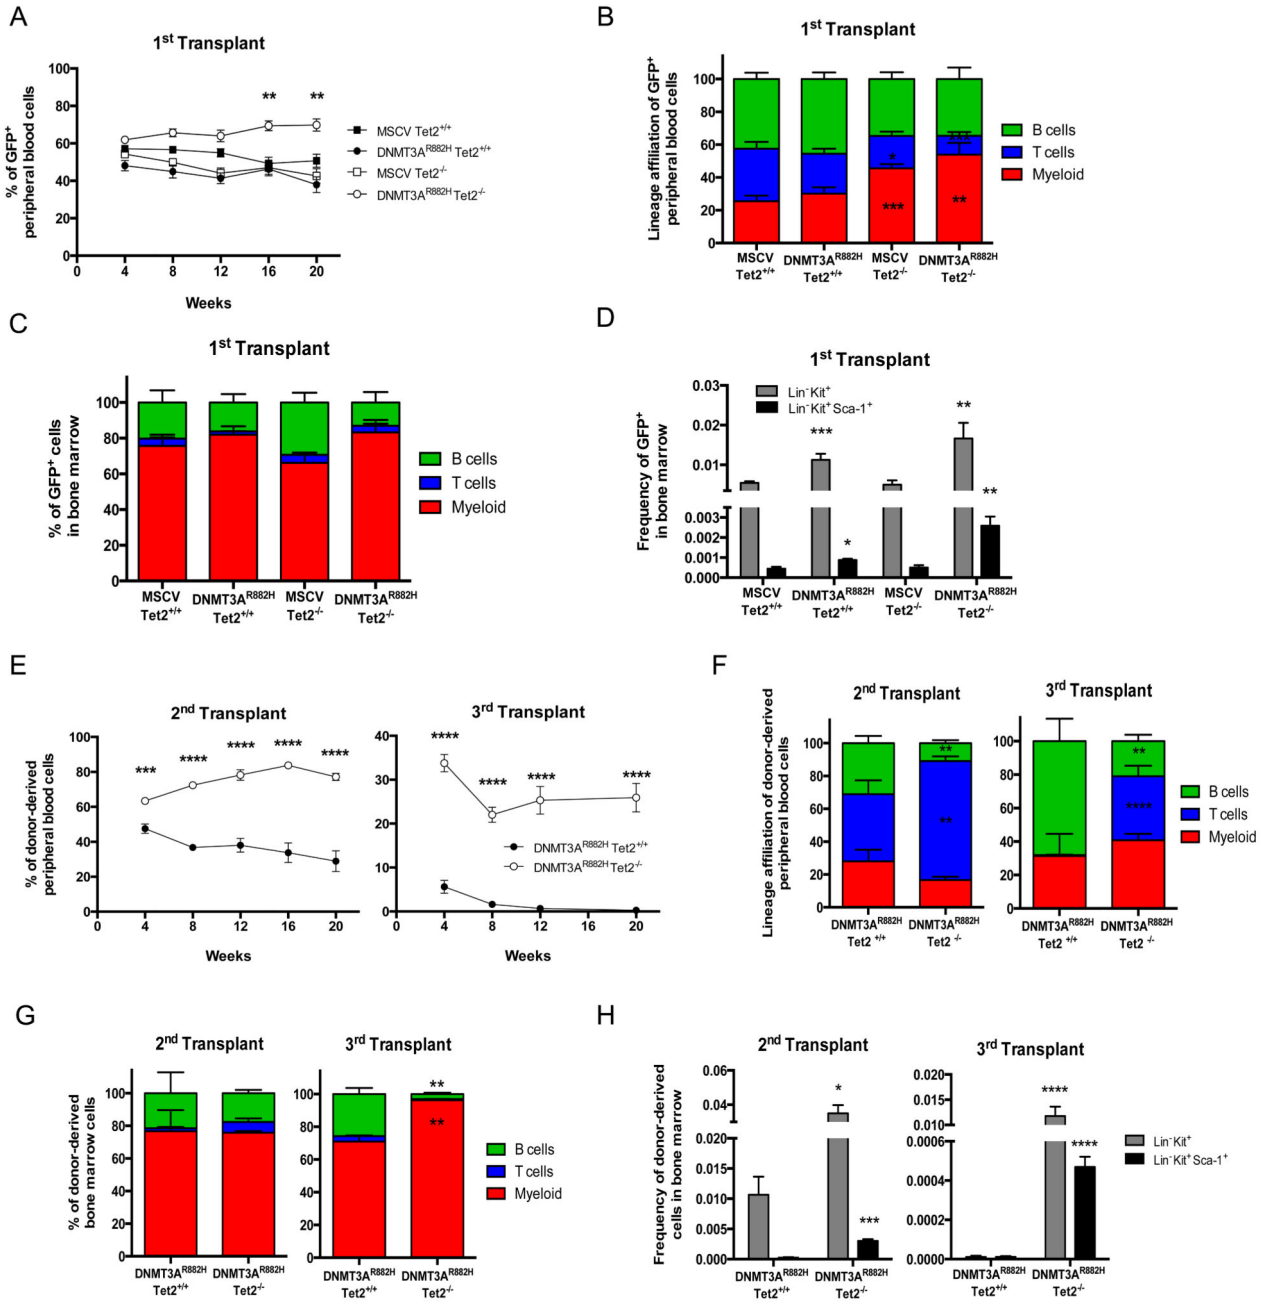 A
1st Transplant
% of GFP+
peripheral blood cells
100
80
60
40
20
0
** **
0 4 8 12 16 20
Weeks
MSCV Tet2+/+
DNMT3AR882H Tet2+/+
MSCV Tet2-/-
DNMT3AR882H Tet2-/-
B
1st Transplant
Lineage affiliation of GFP+
peripheral blood cells
100
80
60
40
20
0
***
*
*** **
MSCV Tet2+/+
DNMT3AR882H Tet2+/+
MSCV Tet2-/-
DNMT3AR882H Tet2-/-
B cells
T cells
Myeloid
C
1st Transplant
% of GFP+ cells
in bone marrow
100
80
60
40
20
0
MSCV Tet2+/+
DNMT3AR882H Tet2+/+
MSCV Tet2-/-
DNMT3AR882H Tet2-/-
B cells
T cells
Myeloid
D
1st Transplant
Frequency of GFP+
in bone marrow
0.03
0.02
0.01
0.003
0.002
0.001
0.000
Lin-Kit+
Lin-Kit+Sca-1+
*** * ** **
MSCV Tet2+/+
DNMT3AR882H Tet2+/+
MSCV Tet2-/-
DNMT3AR882H Tet2-/-
E
2nd Transplant
% of donor-derived
peripheral blood cells
100
80
60
40
20
0
*** **** **** **** ****
0 4 8 12 16 20
Weeks
3rd Transplant
40
30
20
10
0
**** **** **** ****
0 4 8 12 16 20
Weeks
DNMT3AR882H Tet2+/+
DNMT3AR882H Tet2-/-
F
Lineage affiliation of donor-derived
peripheral blood cells
2nd Transplant
100
80
60
40
20
0
**
**
DNMT3AR882H Tet2 +/+
DNMT3AR882H Tet2 -/-
3rd Transplant
100
80
60
40
20
0
**
****
DNMT3AR882H Tet2 +/+
DNMT3AR882H Tet2 -/-
B cells
T cells
Myeloid
G
% of donor-derived
bone marrow cells
2nd Transplant
100
80
60
40
20
0
DNMT3AR882H Tet2+/+
DNMT3AR882H Tet2-/-
3rd Transplant
100
80
60
40
20
0
**
**
DNMT3AR882H Tet2+/+
DNMT3AR882H Tet2-/-
B cells
T cells
Myeloid
H
Frequency of donor-derived
cells in bone marrow
2nd Transplant
0.06
0.04
0.02
0.020
0.015
0.010
0.005
0.000
*
***
DNMT3AR882H Tet2+/+
DNMT3AR882H Tet2-/-
3rd Transplant
0.020
0.015
0.010
0.0006
0.0004
0.0002
0.0000
****
****
DNMT3AR882H Tet2+/+
DNMT3AR882H Tet2-/-
Lin-Kit+
Lin-Kit+Sca-1+